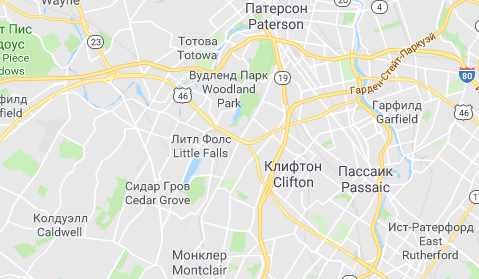 Wayne
Патерсон
Paterson
4
ст Пис
доус
t Piece
dows
23
Тотова
Totowa
Вудленд Парк
Woodland
Park
19
Гарден-Стейт-Паркуэй
80
46
Гарфилд
Garfield
46
филд
field
Литл Фолс
Little Falls
Клифтон
Clifton
Пассаик
Passaic
Сидар Гров
Cedar Grove
Колдуэлл
Caldwell
Ист-Ратерфорд
East
Rutherford
Монклер
Montclair